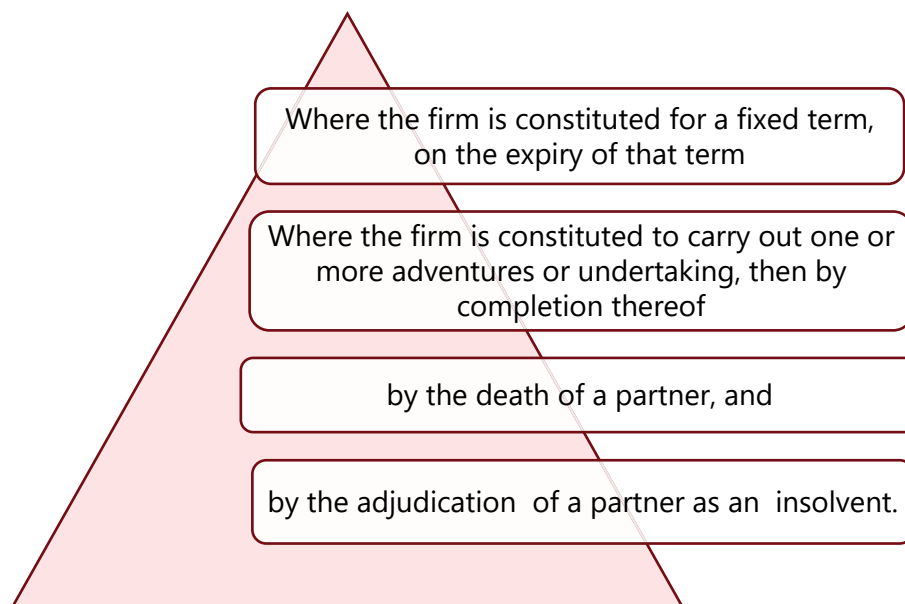 Where the firm is constituted for a fixed term,
on the expiry of that term
Where the firm is constituted to carry out one or
more adventures or undertaking, then by
completion thereof
by the death of a partner, and
by the adjudication  of a partner as an  insolvent.